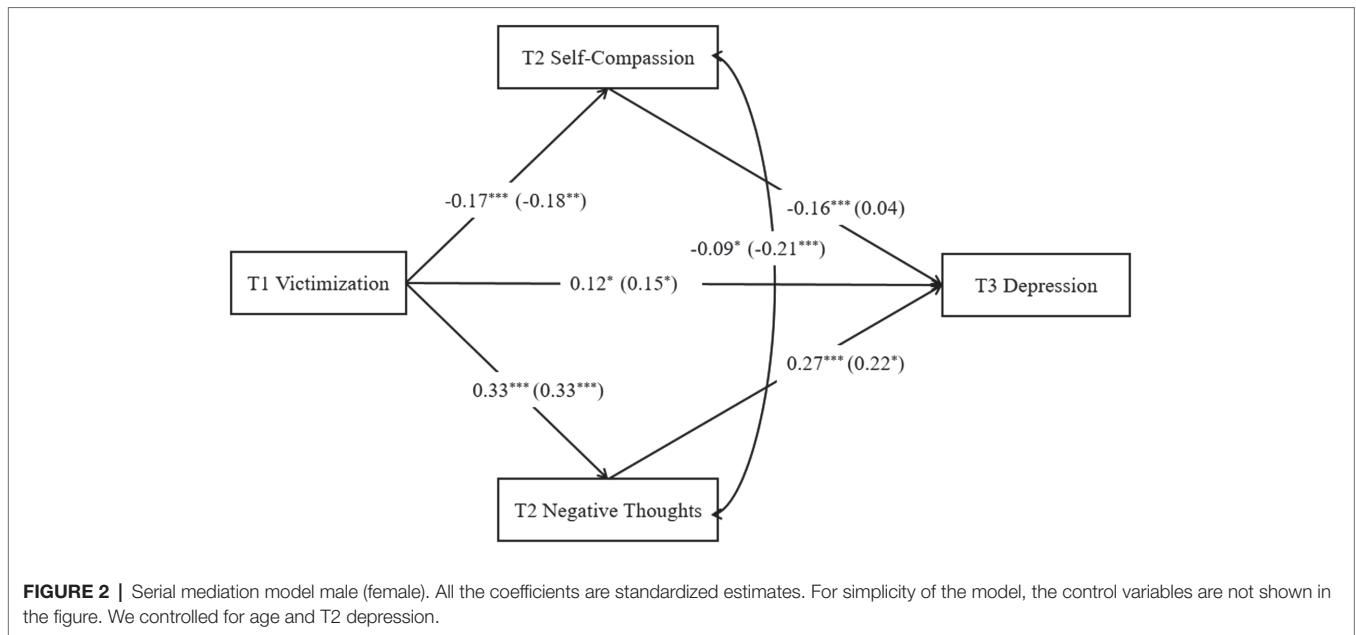 T2 Self-Compassion
-0.17*** (-0.18**)
-0.16*** (0.04)
-0.09* (-0.21***)
T1 Victimization
0.12* (0.15*)
T3 Depression
0.27*** (0.22*)
0.33*** (0.33***)
T2 Negative Thoughts
FIGURE 2 | Serial mediation model male (female). All the coefficients are standardized estimates. For simplicity of the model, the control variables are not shown in
the figure. We controlled for age and T2 depression.